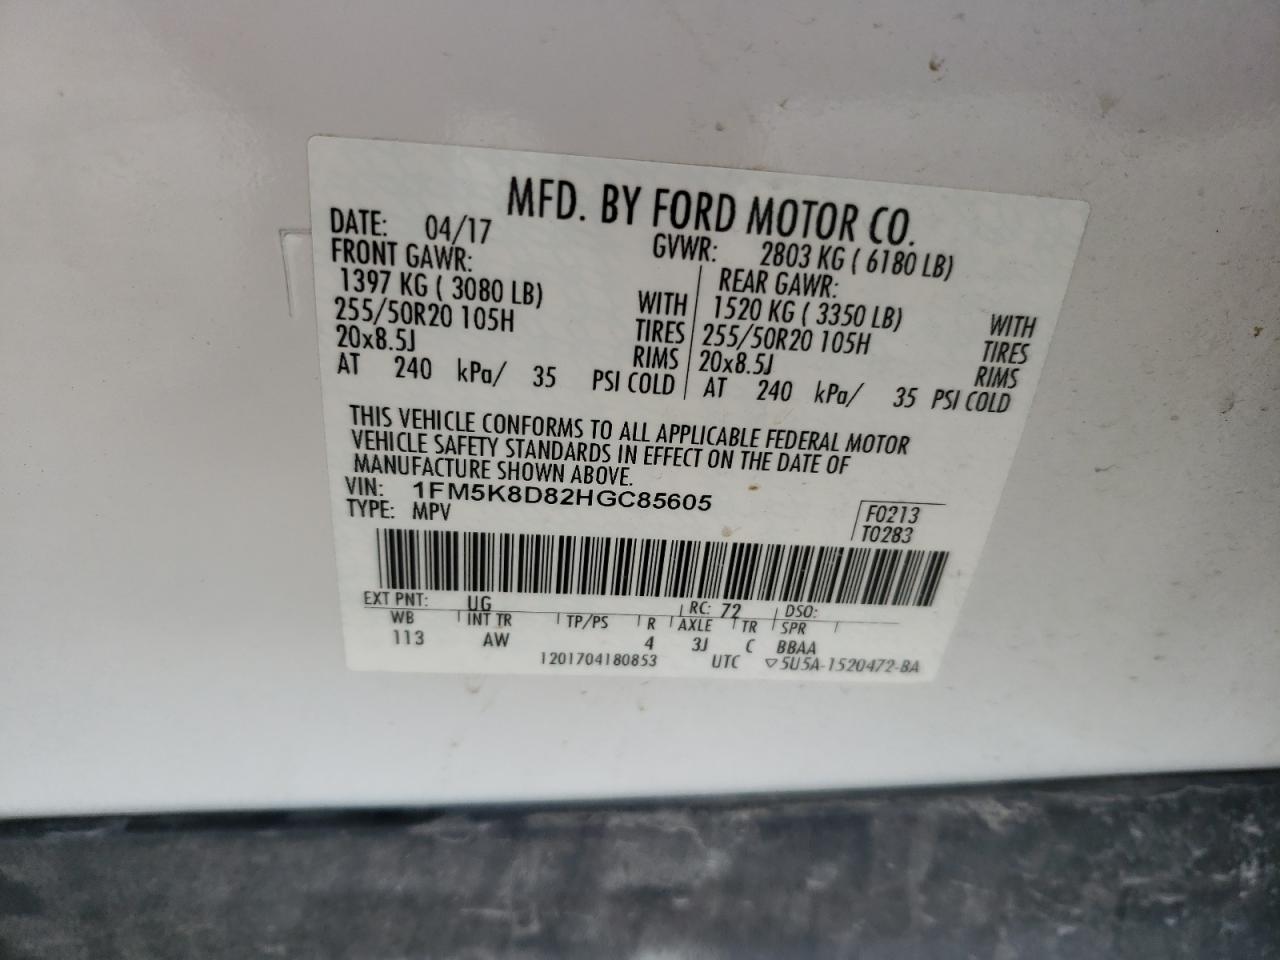 MFD. BY FORD MOTOR CO.
DATE: 04/17 GVWR: 2803 KG ( 6180 LB)
FRONT GAWR: REAR GAWR:
1397 KG ( 3080 LB) WITH 1520 KG ( 3350 LB) WITH
255/50R20 105H TIRES 255/50R20 105H TIRES
20x8.5J RIMS 20x8.5J RIMS
AT 240 kPa/ 35 PSI COLD AT 240 kPa/ 35 PSI COLD
THIS VEHICLE CONFORMS TO ALL APPLICABLE FEDERAL MOTOR
VEHICLE SAFETY STANDARDS IN EFFECT ON THE DATE OF
MANUFACTURE SHOWN ABOVE.
VIN: 1FM5K8D82HGC85605
TYPE: MPV
F0213
T0283
EXT PNT: UG RC: 72 DSO:
WB INT TR TP/PS R AXLE TR SPR
113 AW 4 3J C BBAA
1201704180853 UTC ▽5U5A-1520472-BA